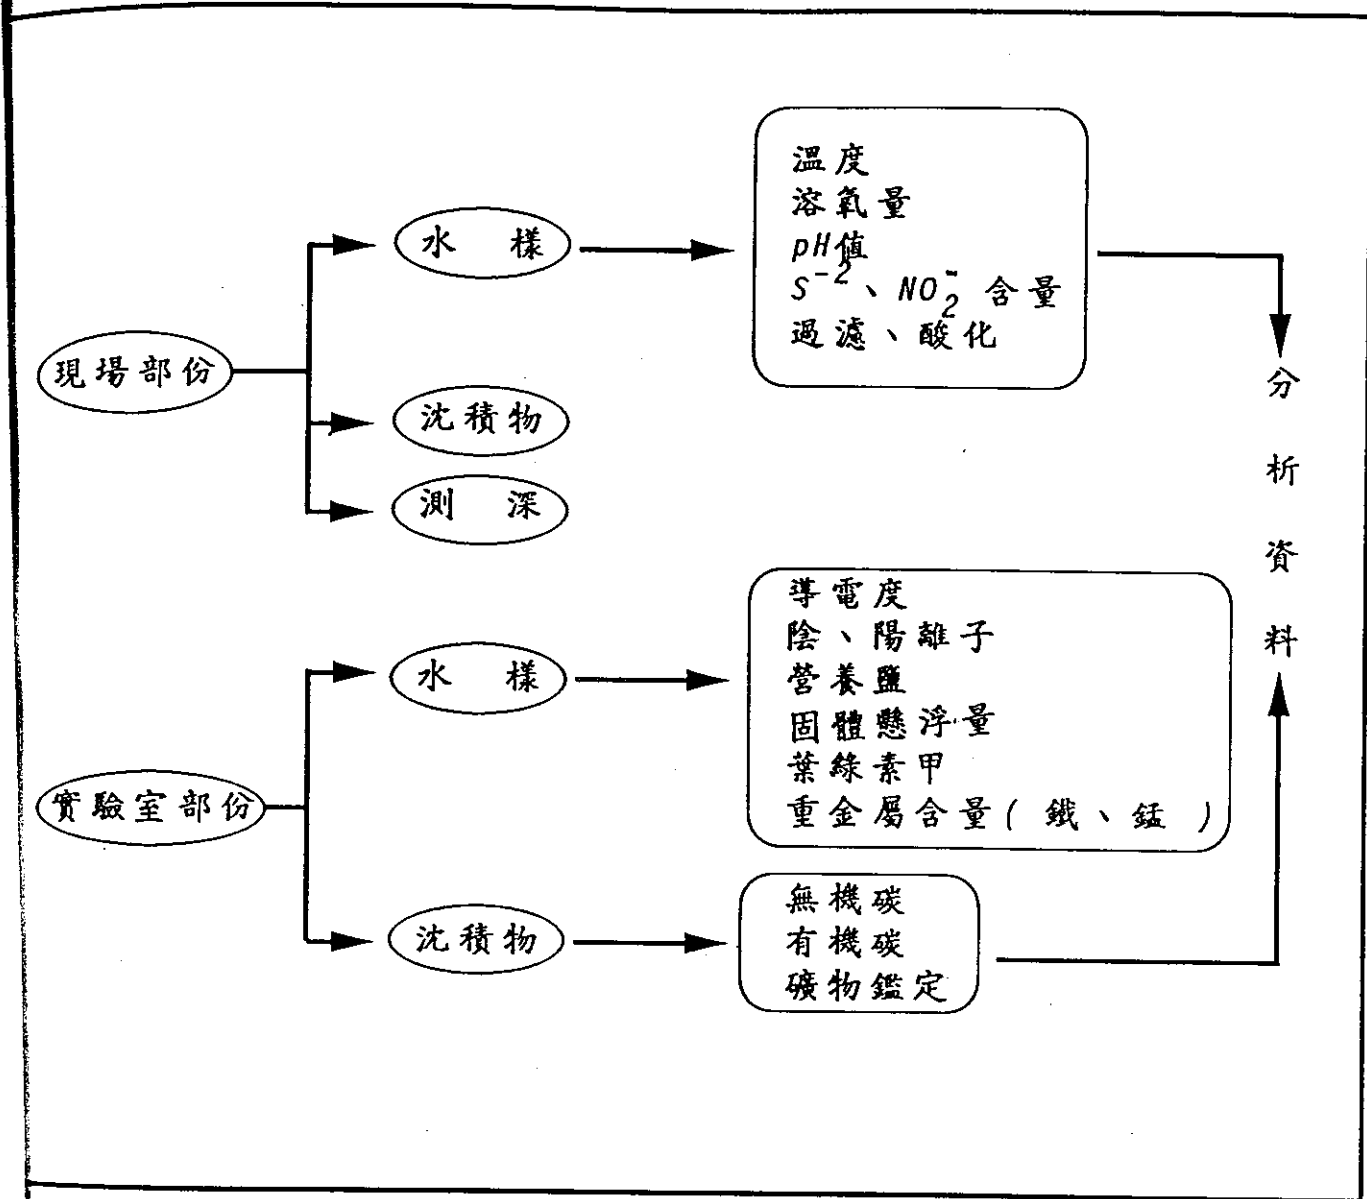 現場部份
水 樣
沈積物
測 深
溫度
溶氧量
pH值
S⁻²、NO₂⁻ 含量
過濾、酸化
實驗室部份
水 樣
沈積物
導電度
陰、陽離子
營養鹽
固體懸浮量
葉綠素甲
重金屬含量( 鐵、錳 )
無機碳
有機碳
礦物鑑定
分析資料